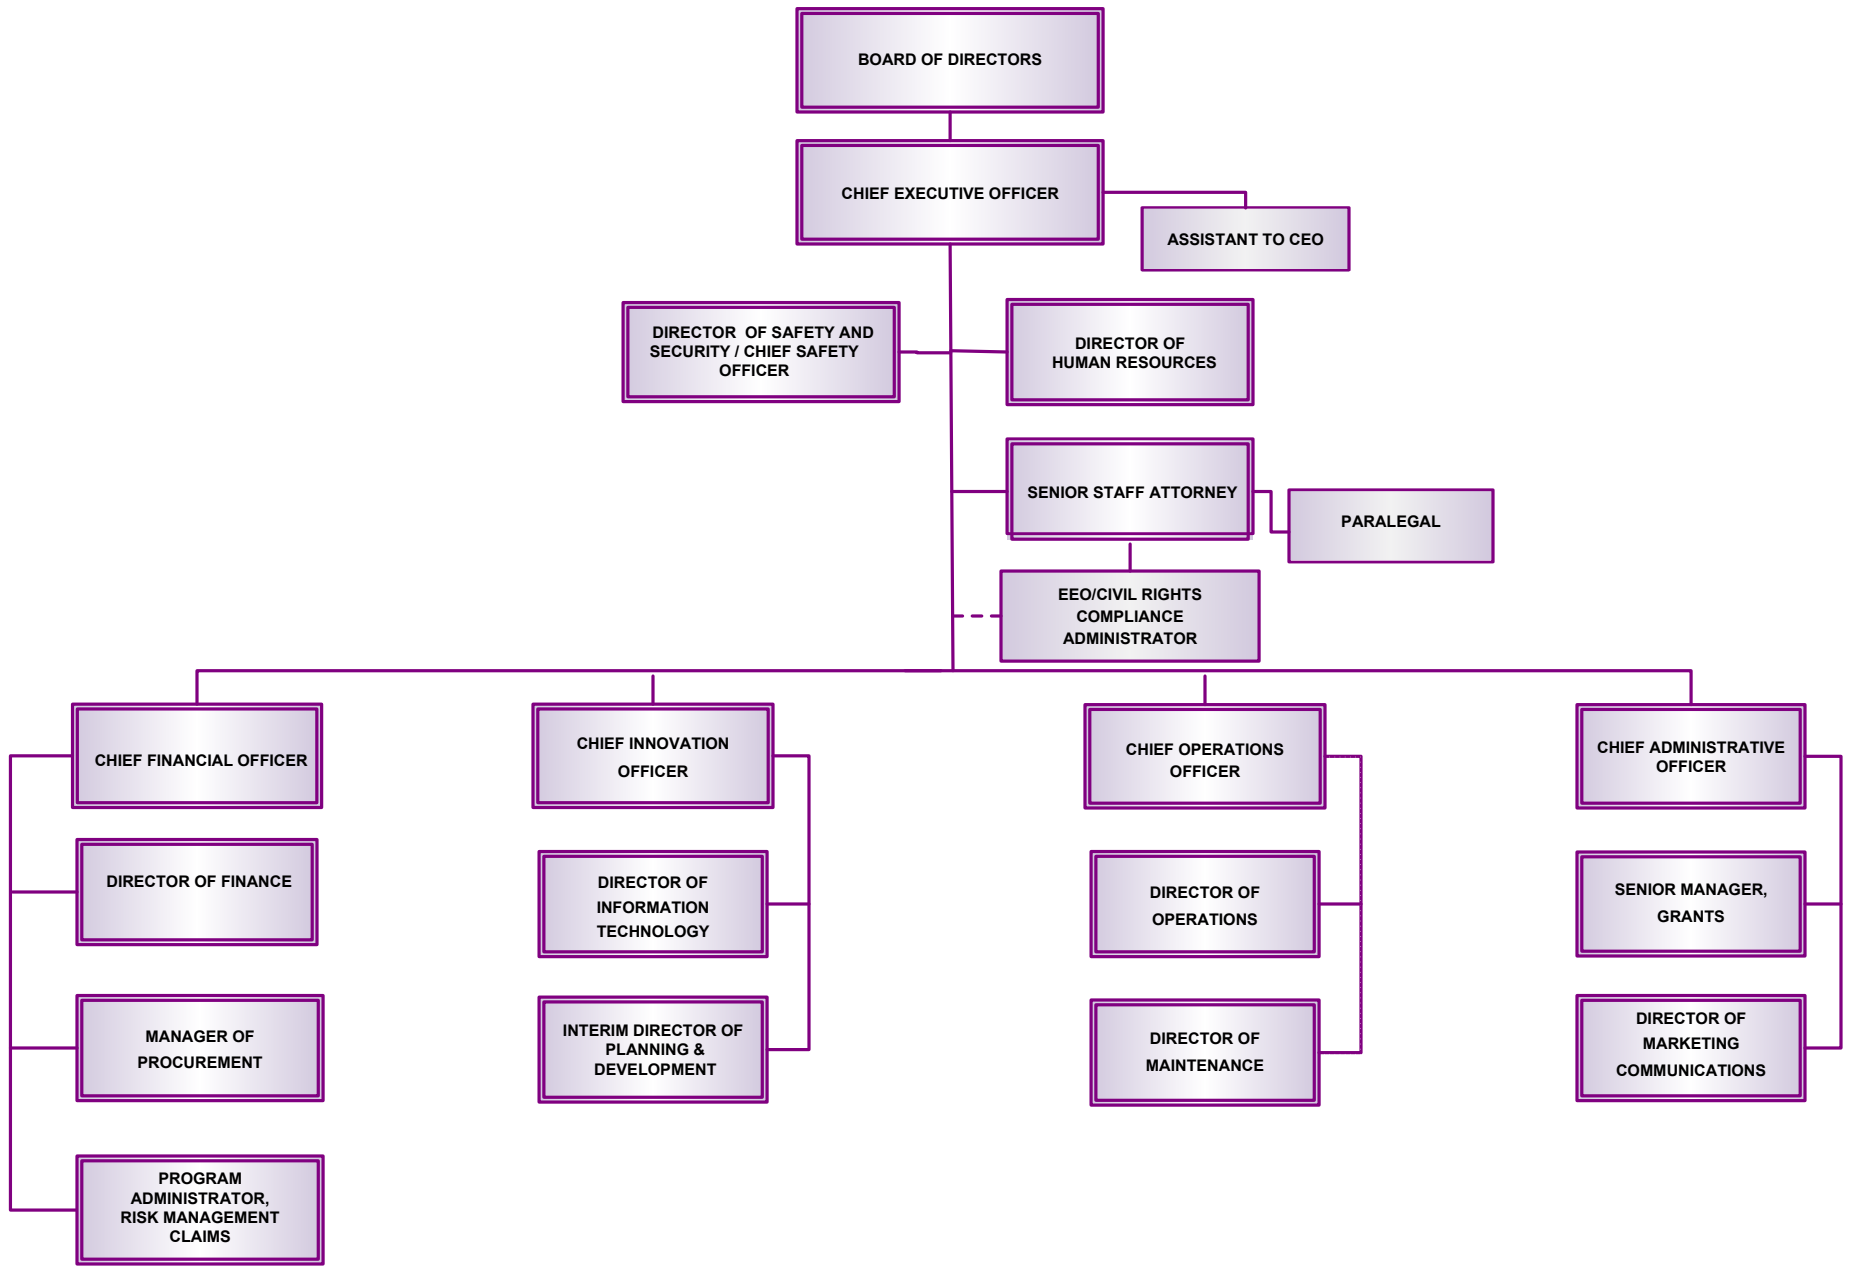 BOARD OF DIRECTORS
CHIEF EXECUTIVE OFFICER
ASSISTANT TO CEO
DIRECTOR OF SAFETY AND
SECURITY / CHIEF SAFETY
OFFICER
DIRECTOR OF
HUMAN RESOURCES
SENIOR STAFF ATTORNEY
PARALEGAL
EEO/CIVIL RIGHTS
COMPLIANCE
ADMINISTRATOR
CHIEF FINANCIAL OFFICER
CHIEF INNOVATION
OFFICER
CHIEF OPERATIONS
OFFICER
CHIEF ADMINISTRATIVE
OFFICER
DIRECTOR OF FINANCE
DIRECTOR OF
INFORMATION
TECHNOLOGY
DIRECTOR OF
OPERATIONS
SENIOR MANAGER,
GRANTS
MANAGER OF
PROCUREMENT
INTERIM DIRECTOR OF
PLANNING &
DEVELOPMENT
DIRECTOR OF
MAINTENANCE
DIRECTOR OF
MARKETING
COMMUNICATIONS
PROGRAM
ADMINISTRATOR,
RISK MANAGEMENT
CLAIMS